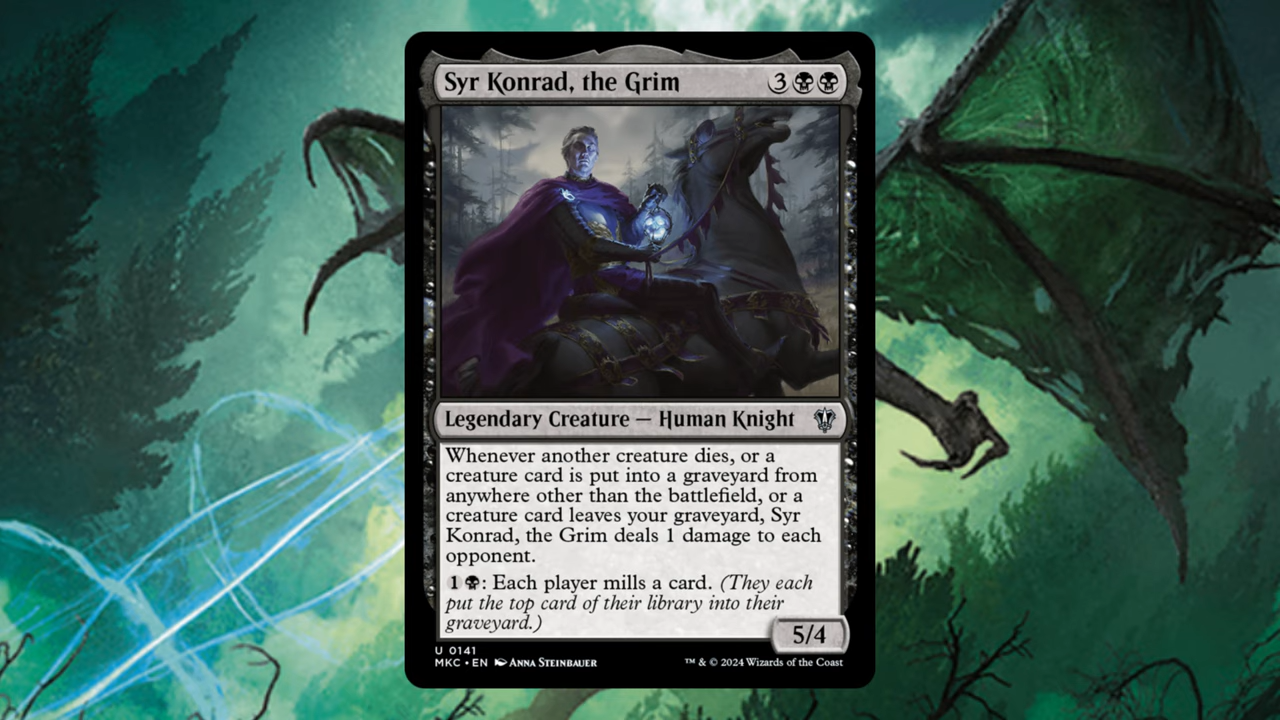 Syr Konrad, the Grim 3
Legendary Creature — Human Knight
Whenever another creature dies, or a
creature card is put into a graveyard from
anywhere other than the battlefield, or a
creature card leaves your graveyard, Syr
Konrad, the Grim deals 1 damage to each
opponent.
1 : Each player mills a card. (They each
put the top card of their library into their
graveyard.)
5/4
U 0141
MKC • EN Anna Steinbauer
™ & © 2024 Wizards of the Coast